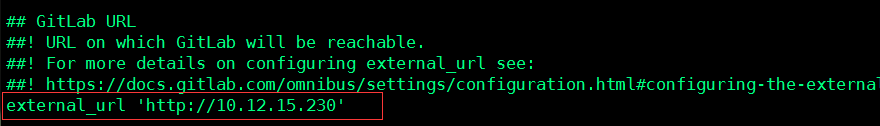 ## GitLab URL
##! URL on which GitLab will be reachable.
##! For more details on configuring external_url see:
##! https://docs.gitlab.com/omnibus/settings/configuration.html#configuring-the-external
external_url 'http://10.12.15.230'